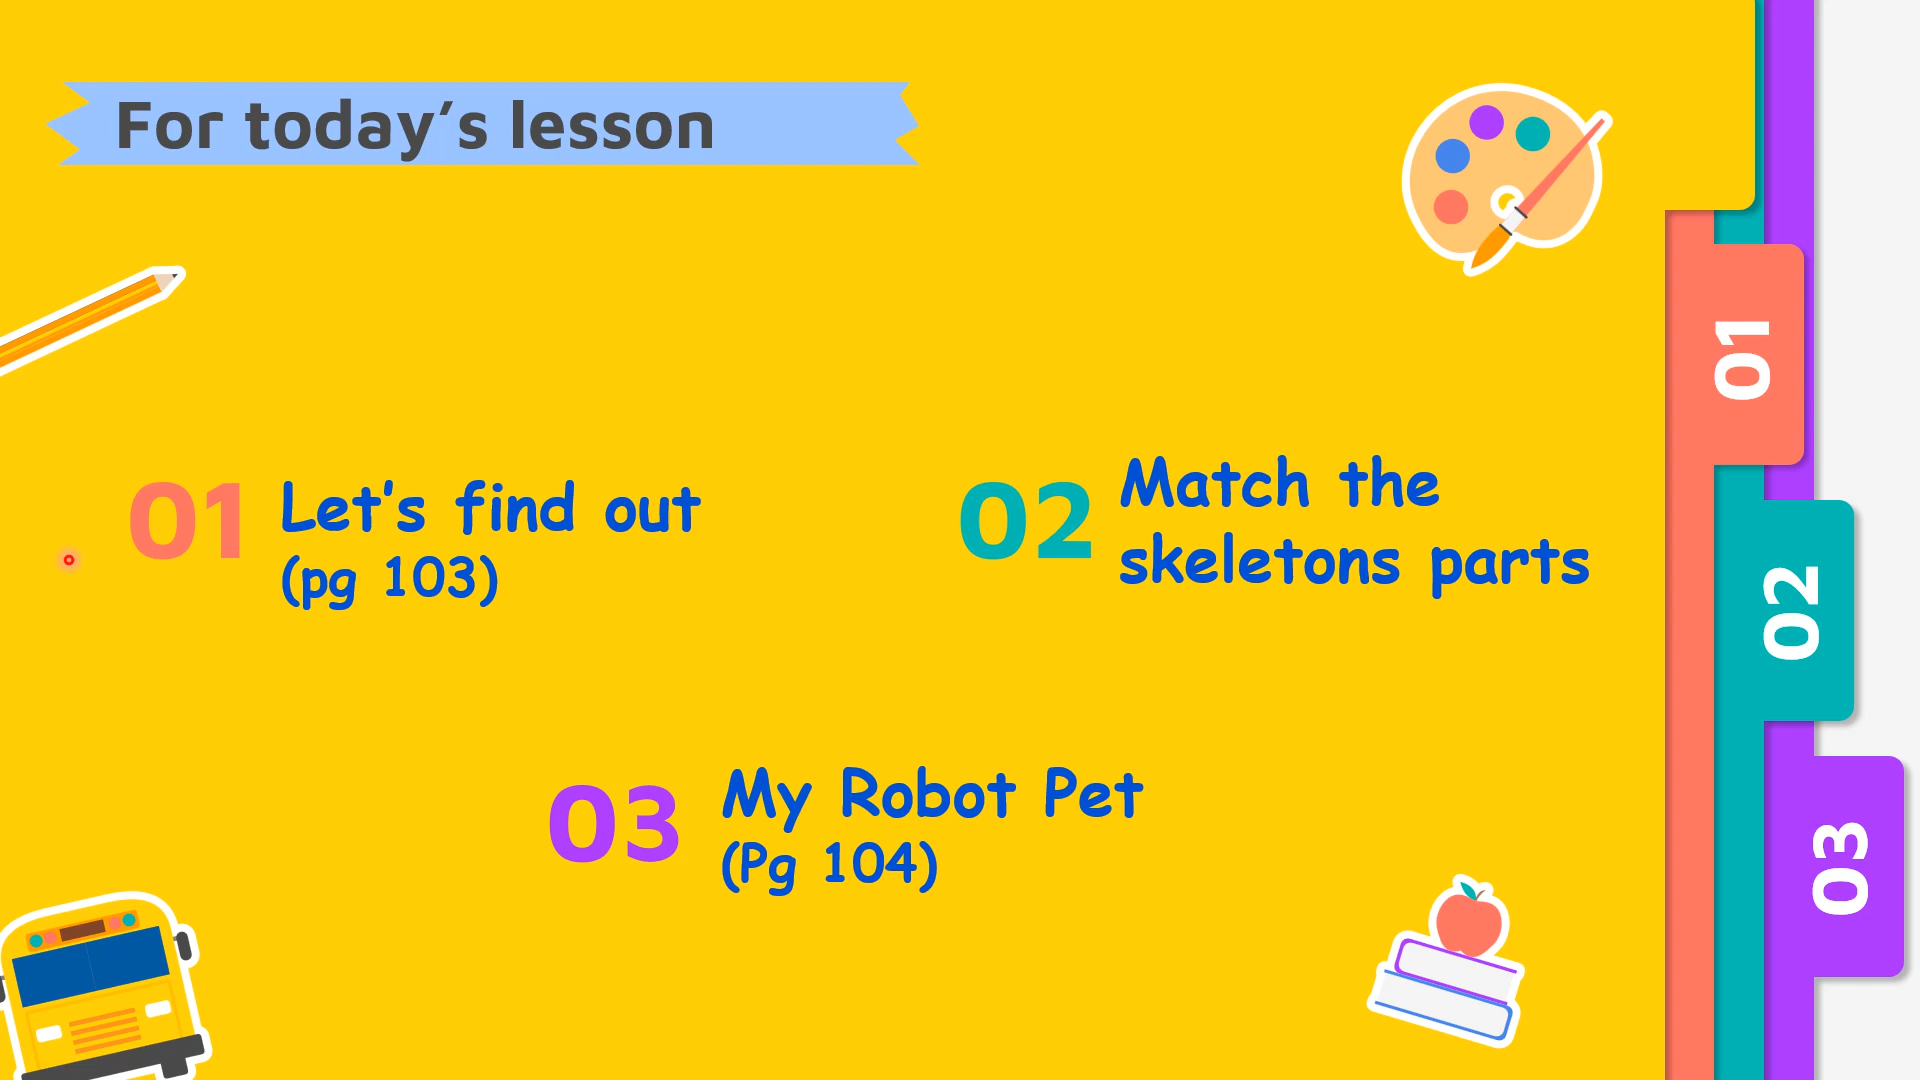 For today’s lesson
01 Let’s find out
(pg 103)
02 Match the
skeletons parts
03 My Robot Pet
(Pg 104)
01
02
03